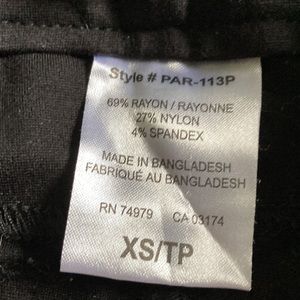 Style # PAR-113P
69% RAYON / RAYONNE
27% NYLON
4% SPANDEX
MADE IN BANGLADESH
FABRIQUÉ AU BANGLADESH
RN 74979 CA 03174
XS/TP